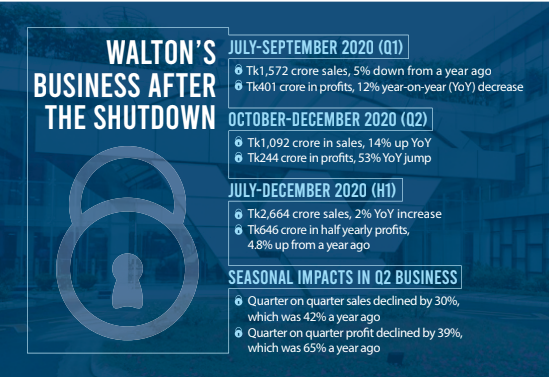 WALTON'S
BUSINESS AFTER
THE SHUTDOWN
JULY-SEPTEMBER 2020 (Q1)
Tk1,572 crore sales, 5% down from a year ago
Tk401 crore in profits, 12% year-on-year (YoY) decrease
OCTOBER-DECEMBER 2020 (Q2)
Tk1,092 crore in sales, 14% up YoY
Tk244 crore in profits, 53% YoY jump
JULY-DECEMBER 2020 (H1)
Tk2,664 crore sales, 2% YoY increase
Tk646 crore in half yearly profits,
4.8% up from a year ago
SEASONAL IMPACTS IN Q2 BUSINESS
Quarter on quarter sales declined by 30%,
which was 42% a year ago
Quarter on quarter profit declined by 39%,
which was 65% a year ago